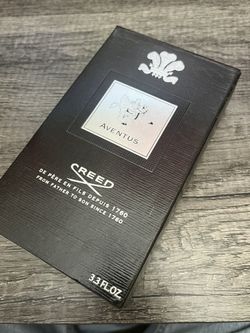 AVENTUS
CREED
DE PÈRE EN FILS DEPUIS 1760
FROM FATHER TO SON SINCE 1760
3.3 FL.OZ.